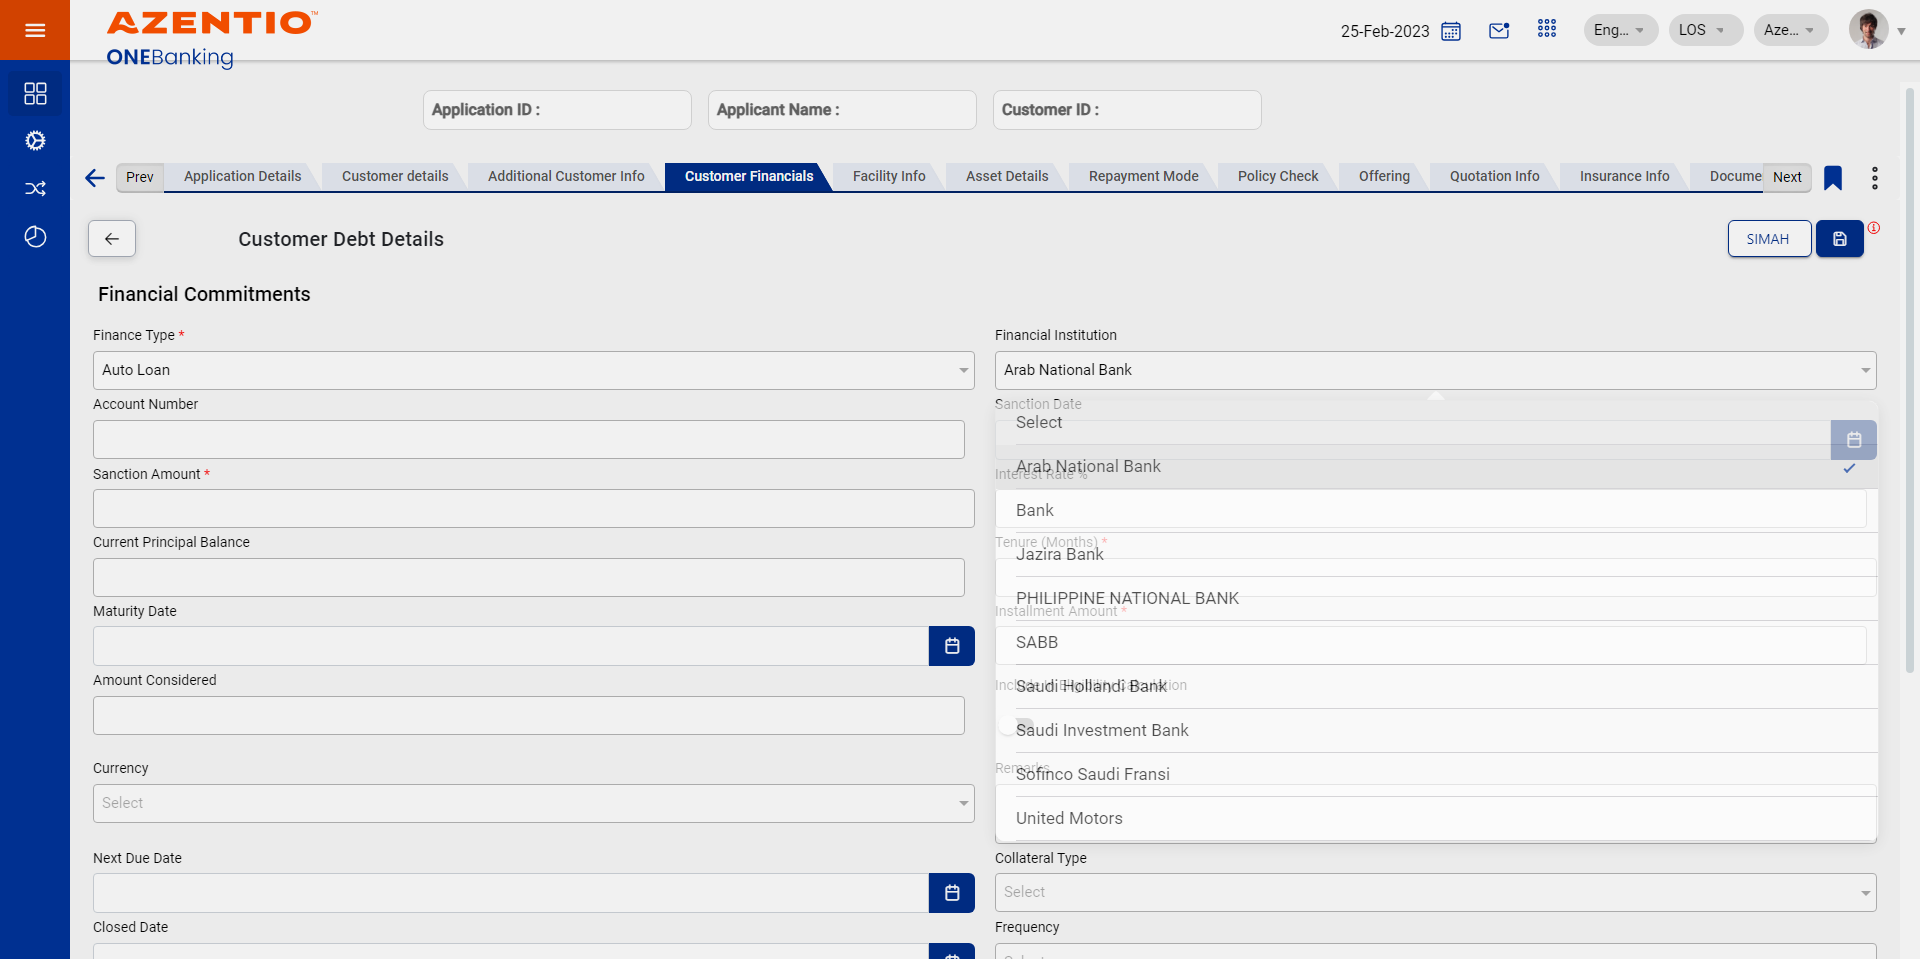 AZENTIO™
ONEBanking
25-Feb-2023
Eng...
LOS
Aze...
Application ID :
Applicant Name :
Customer ID :
Prev
Application Details
Customer details
Additional Customer Info
Customer Financials
Facility Info
Asset Details
Repayment Mode
Policy Check
Offering
Quotation Info
Insurance Info
Docume
Next
Customer Debt Details
SIMAH
Financial Commitments
Finance Type *
Financial Institution
Auto Loan
Arab National Bank
Account Number
Sanction Date
Select
Sanction Amount *
Interest Rate %
Arab National Bank
Bank
Current Principal Balance
Tenure (Months) *
Jazira Bank
PHILIPPINE NATIONAL BANK
Maturity Date
Installment Amount *
SABB
Amount Considered
Include In Eligibility Calculation
Saudi Hollandi Bank
Saudi Investment Bank
Currency
Remarks
Sofinco Saudi Fransi
Select
United Motors
Next Due Date
Collateral Type
Select
Closed Date
Frequency
Select